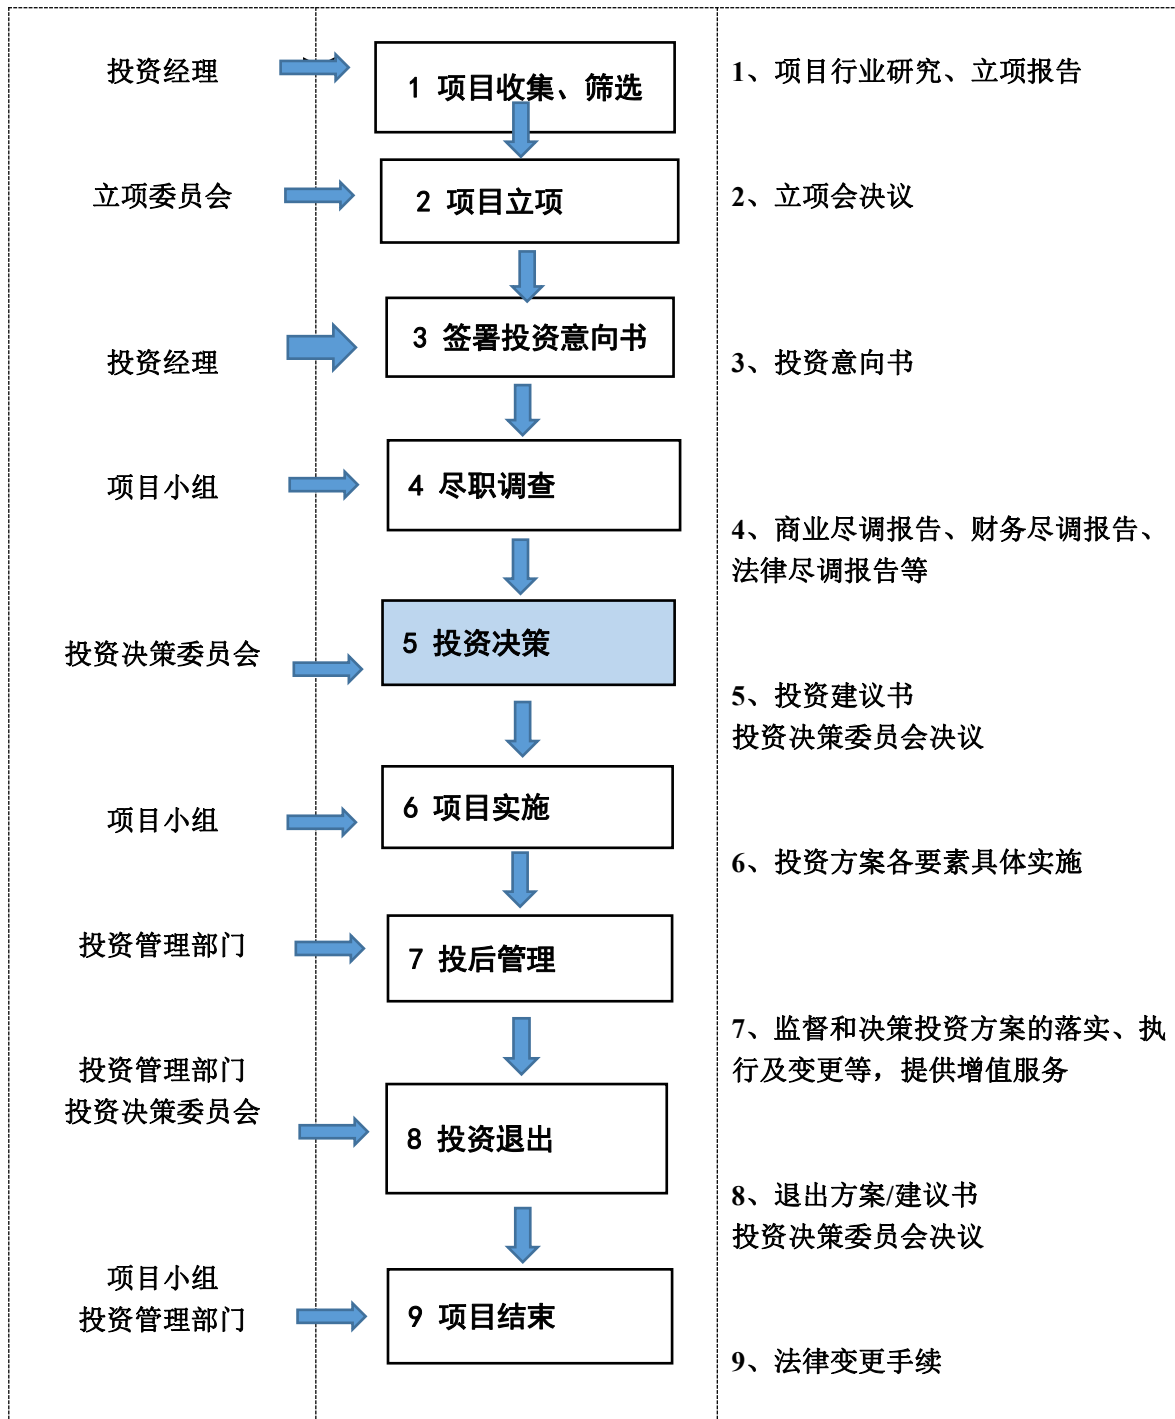 投资经理
1 项目收集、筛选
1、项目行业研究、立项报告
立项委员会
2 项目立项
2、立项会决议
投资经理
3 签署投资意向书
3、投资意向书
项目小组
4 尽职调查
4、商业尽调报告、财务尽调报告、
法律尽调报告等
投资决策委员会
5 投资决策
5、投资建议书
投资决策委员会决议
项目小组
6 项目实施
6、投资方案各要素具体实施
投资管理部门
7 投后管理
7、监督和决策投资方案的落实、执
行及变更等，提供增值服务
投资管理部门
投资决策委员会
8 投资退出
8、退出方案/建议书
投资决策委员会决议
项目小组
投资管理部门
9 项目结束
9、法律变更手续